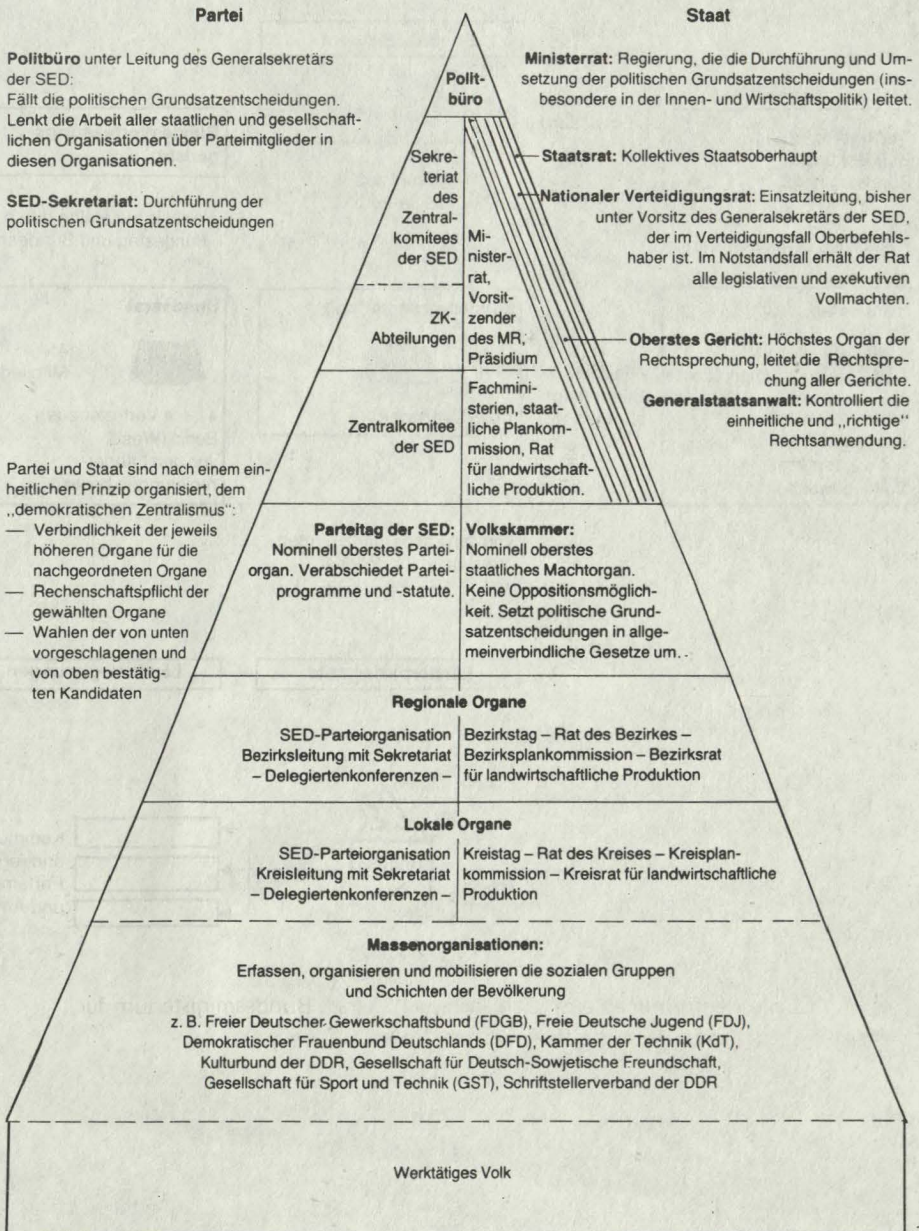 Partei
Politbüro unter Leitung des Generalsekretärs
der SED:
Fällt die politischen Grundsatzentscheidungen.
Lenkt die Arbeit aller staatlichen und gesellschaft-
lichen Organisationen über Parteimitglieder in
diesen Organisationen.
SED-Sekretariat: Durchführung der
politischen Grundsatzentscheidungen
Partei und Staat sind nach einem ein-
heitlichen Prinzip organisiert, dem
„demokratischen Zentralismus":
— Verbindlichkeit der jeweils
höheren Organe für die
nachgeordneten Organe
— Rechenschaftspflicht der
gewählten Organe
— Wahlen der von unten
vorgeschlagenen und
von oben bestätig-
ten Kandidaten
Staat
Ministerrat: Regierung, die die Durchführung und Um-
setzung der politischen Grundsatzentscheidungen (ins-
besondere in der Innen- und Wirtschaftspolitik) leitet.
Staatsrat: Kollektives Staatsoberhaupt
Nationaler Verteidigungsrat: Einsatzleitung, bisher
unter Vorsitz des Generalsekretärs der SED,
der im Verteidigungsfall Oberbefehls-
haber ist. Im Notstandsfall erhält der Rat
alle legislativen und exekutiven
Vollmachten.
Oberstes Gericht: Höchstes Organ der
Rechtsprechung, leitet die Rechtspre-
chung aller Gerichte.
Generalstaatsanwalt: Kontrolliert die
einheitliche und „richtige"
Rechtsanwendung.
Polit-
büro
Sekre-
teriat
des
Zentral-
komitees
der SED
ZK-
Abteilungen
Mi-
nister-
rat,
Vorsit-
zender
des MR,
Präsidium
Zentralkomitee
der SED
Fachmini-
sterien, staat-
liche Plankom-
mission, Rat
für landwirtschaft-
liche Produktion.
Parteitag der SED:
Nominell oberstes Partei-
organ. Verabschiedet Partei-
programme und -statute.
Volkskammer:
Nominell oberstes
staatliches Machtorgan.
Keine Oppositionsmöglich-
keit. Setzt politische Grund-
satzentscheidungen in allge-
meinverbindliche Gesetze um..
Regionale Organe
SED-Parteiorganisation
Bezirksleitung mit Sekretariat
– Delegiertenkonferenzen –
Bezirkstag – Rat des Bezirkes –
Bezirksplankommission – Bezirksrat
für landwirtschaftliche Produktion
Lokale Organe
SED-Parteiorganisation
Kreisleitung mit Sekretariat
– Delegiertenkonferenzen –
Kreistag – Rat des Kreises – Kreisplan-
kommission – Kreisrat für landwirtschaftliche
Produktion
Massenorganisationen:
Erfassen, organisieren und mobilisieren die sozialen Gruppen
und Schichten der Bevölkerung
z. B. Freier Deutscher Gewerkschaftsbund (FDGB), Freie Deutsche Jugend (FDJ),
Demokratischer Frauenbund Deutschlands (DFD), Kammer der Technik (KdT),
Kulturbund der DDR, Gesellschaft für Deutsch-Sowjetische Freundschaft,
Gesellschaft für Sport und Technik (GST), Schriftstellerverband der DDR
Werktätiges Volk